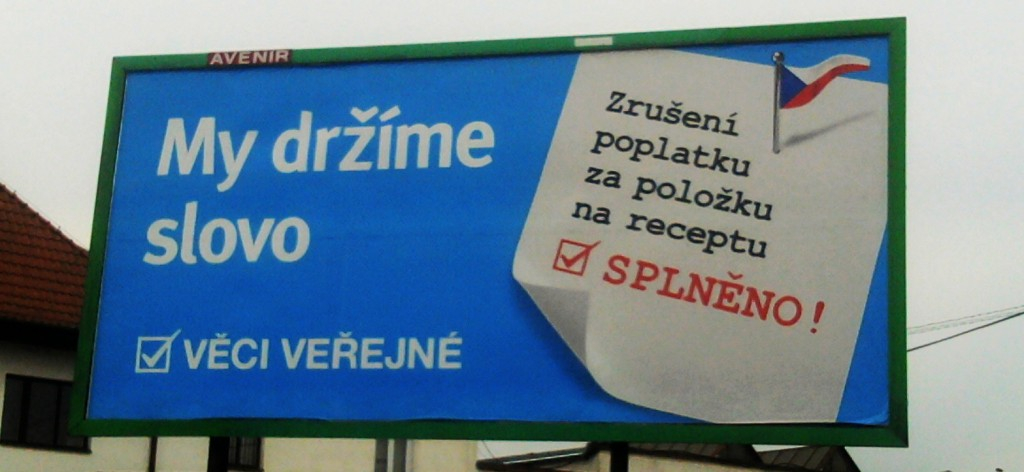 AVENIR
My držíme
slovo
VĚCI VEŘEJNÉ
Zrušení
poplatku
za položku
na receptu
SPLNĚNO!